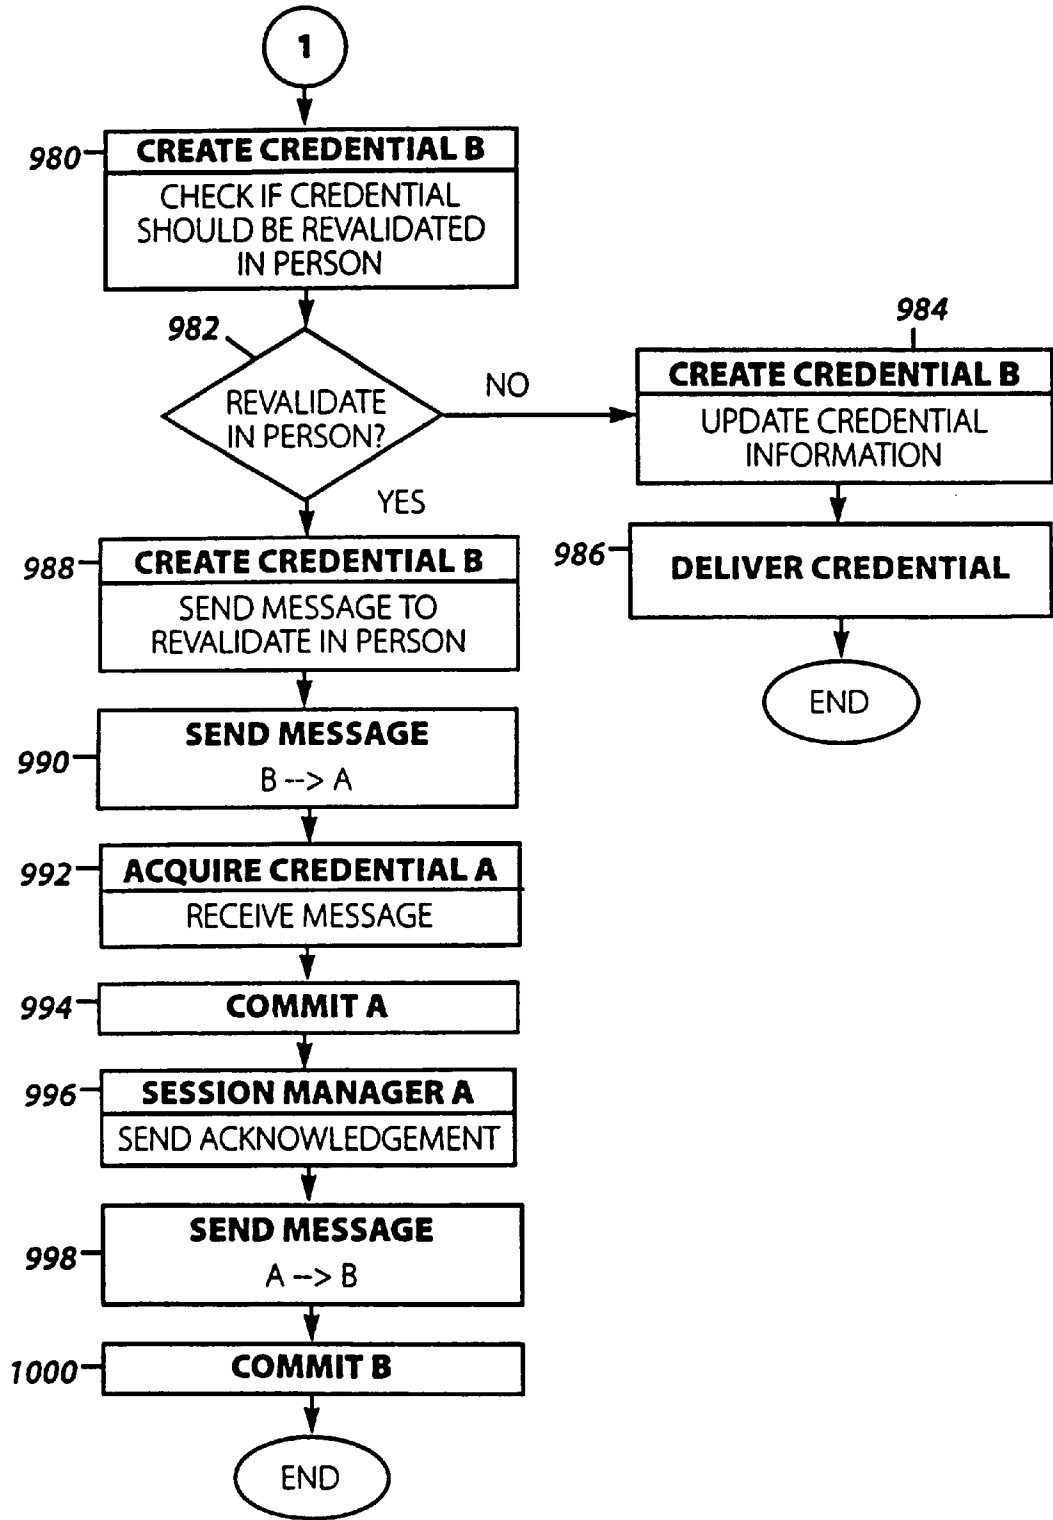 1
980
CREATE CREDENTIAL B
CHECK IF CREDENTIAL
SHOULD BE REVALIDATED
IN PERSON
982
REVALIDATE
IN PERSON?
NO
YES
984
CREATE CREDENTIAL B
UPDATE CREDENTIAL
INFORMATION
986
DELIVER CREDENTIAL
END
988
CREATE CREDENTIAL B
SEND MESSAGE TO
REVALIDATE IN PERSON
990
SEND MESSAGE
B --> A
992
ACQUIRE CREDENTIAL A
RECEIVE MESSAGE
994
COMMIT A
996
SESSION MANAGER A
SEND ACKNOWLEDGEMENT
998
SEND MESSAGE
A --> B
1000
COMMIT B
END